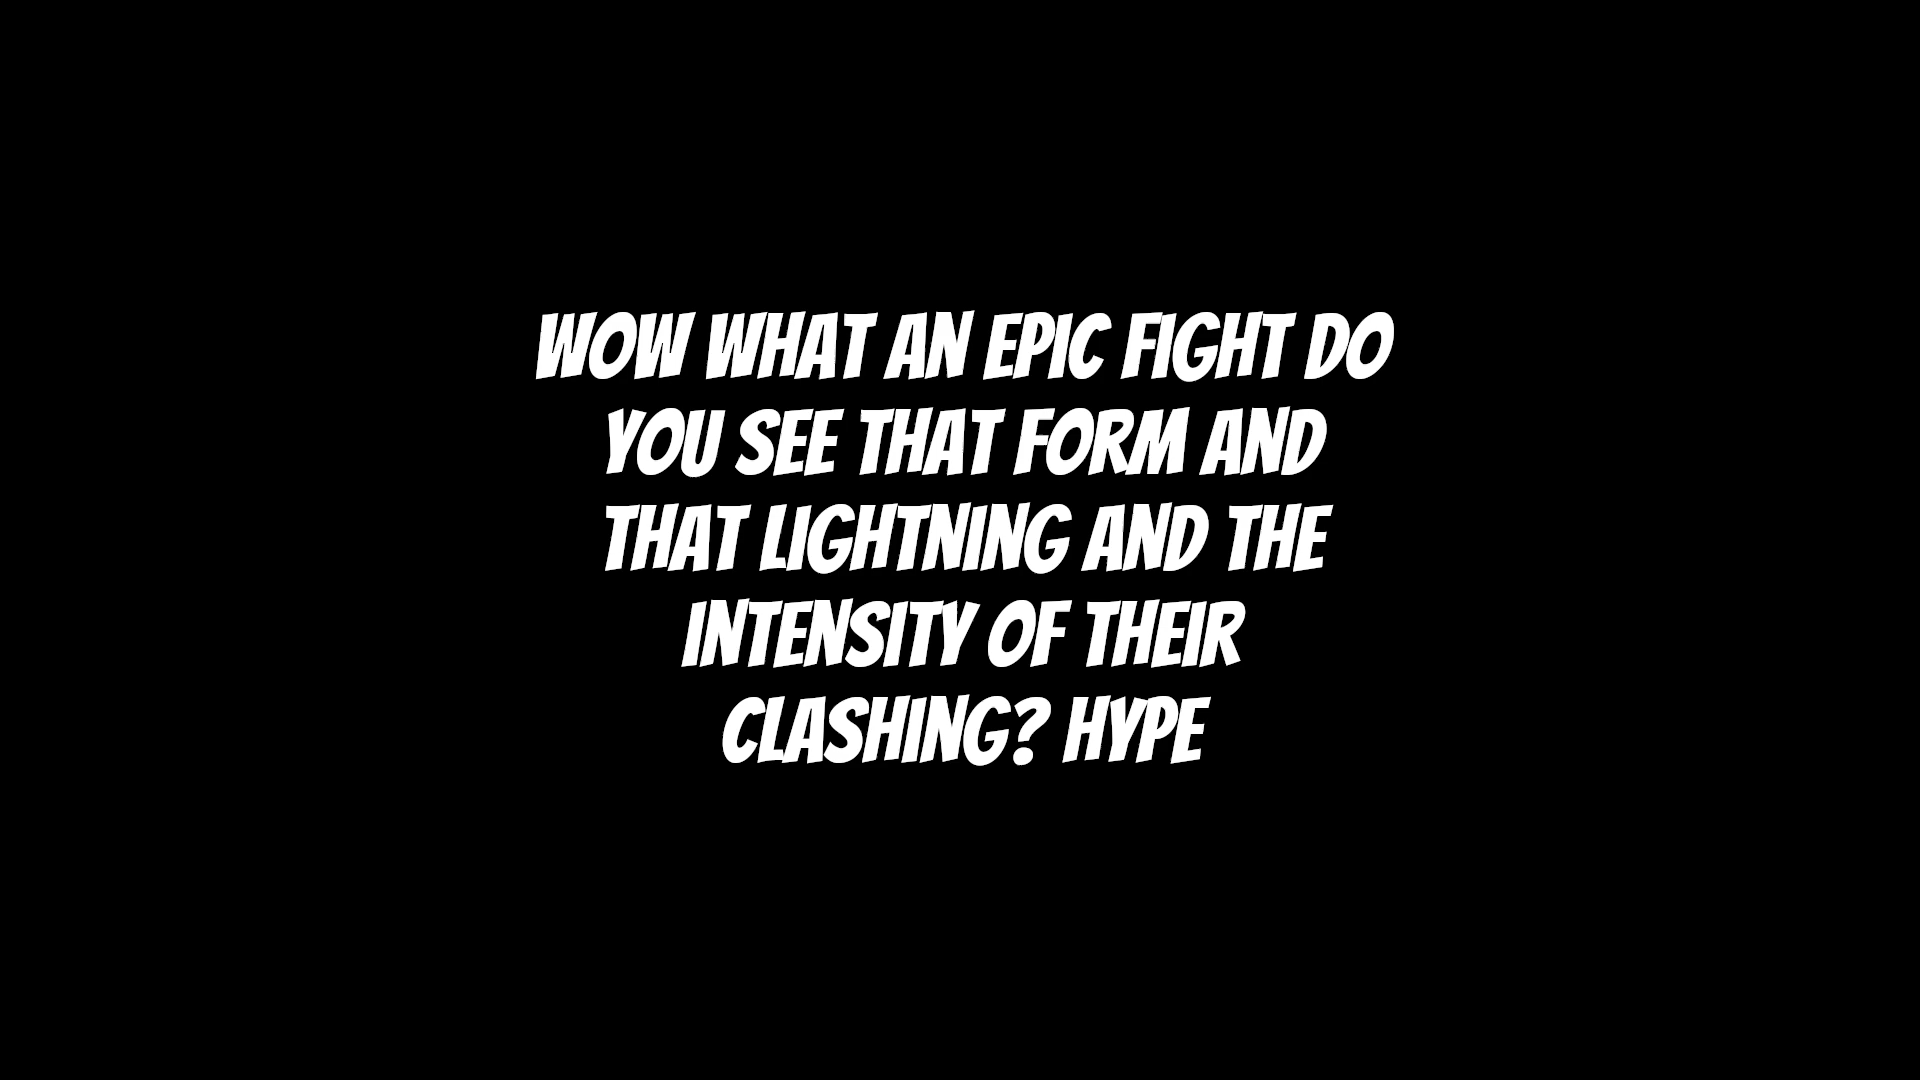 WOW WHAT AN EPIC FIGHT DO
YOU SEE THAT FORM AND
THAT LIGHTNING AND THE
INTENSITY OF THEIR
CLASHING? HYPE